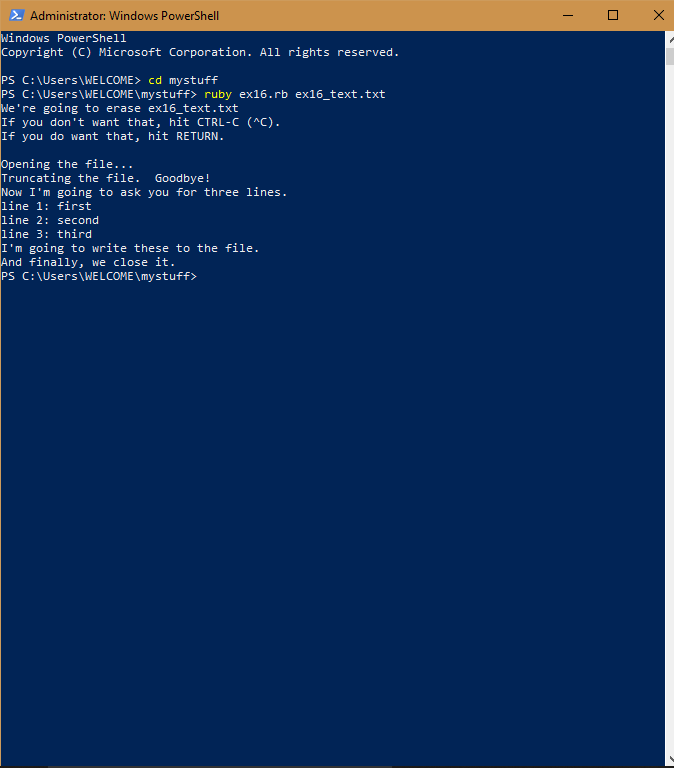 Administrator: Windows PowerShell
Windows PowerShell
Copyright (C) Microsoft Corporation. All rights reserved.
PS C:\Users\WELCOME> cd mystuff
PS C:\Users\WELCOME\mystuff> ruby ex16.rb ex16_text.txt
We're going to erase ex16_text.txt
If you don't want that, hit CTRL-C (^C).
If you do want that, hit RETURN.
Opening the file...
Truncating the file.  Goodbye!
Now I'm going to ask you for three lines.
line 1: first
line 2: second
line 3: third
I'm going to write these to the file.
And finally, we close it.
PS C:\Users\WELCOME\mystuff>